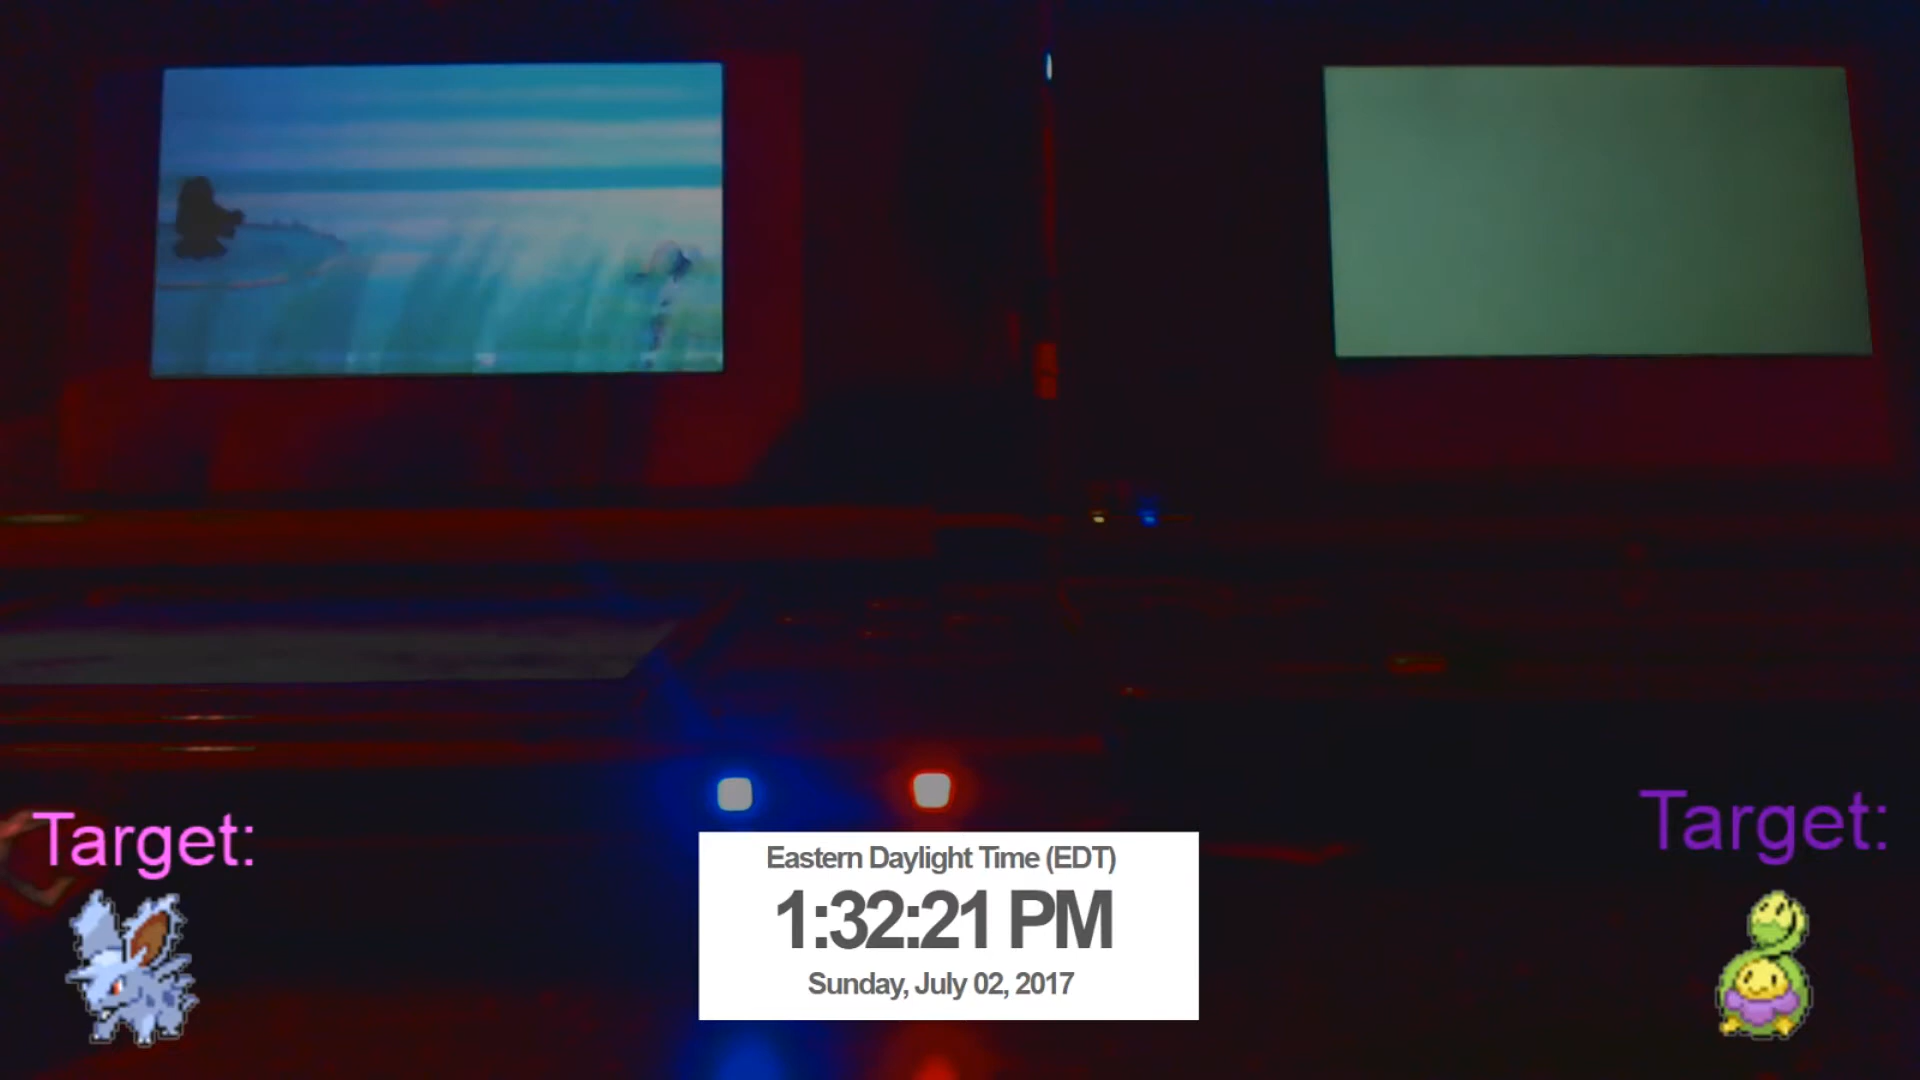 Target:
Target:
Eastern Daylight Time (EDT)
1:32:21 PM
Sunday, July 02, 2017